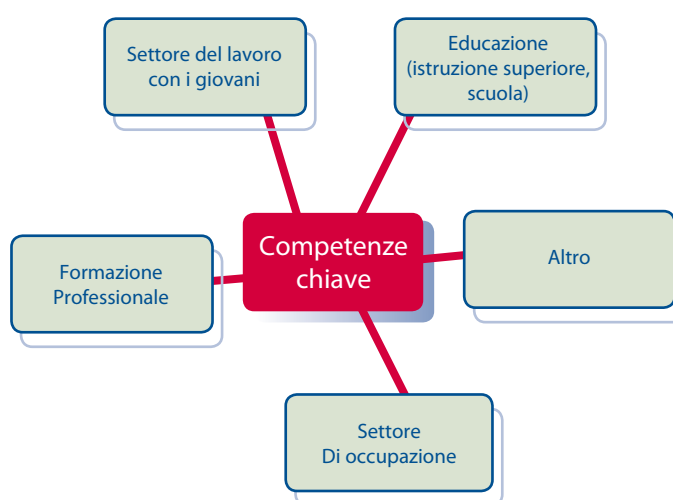 Settore del lavoro
con i giovani
Educazione
(istruzione superiore,
scuola)
Competenze
chiave
Formazione
Professionale
Altro
Settore
Di occupazione